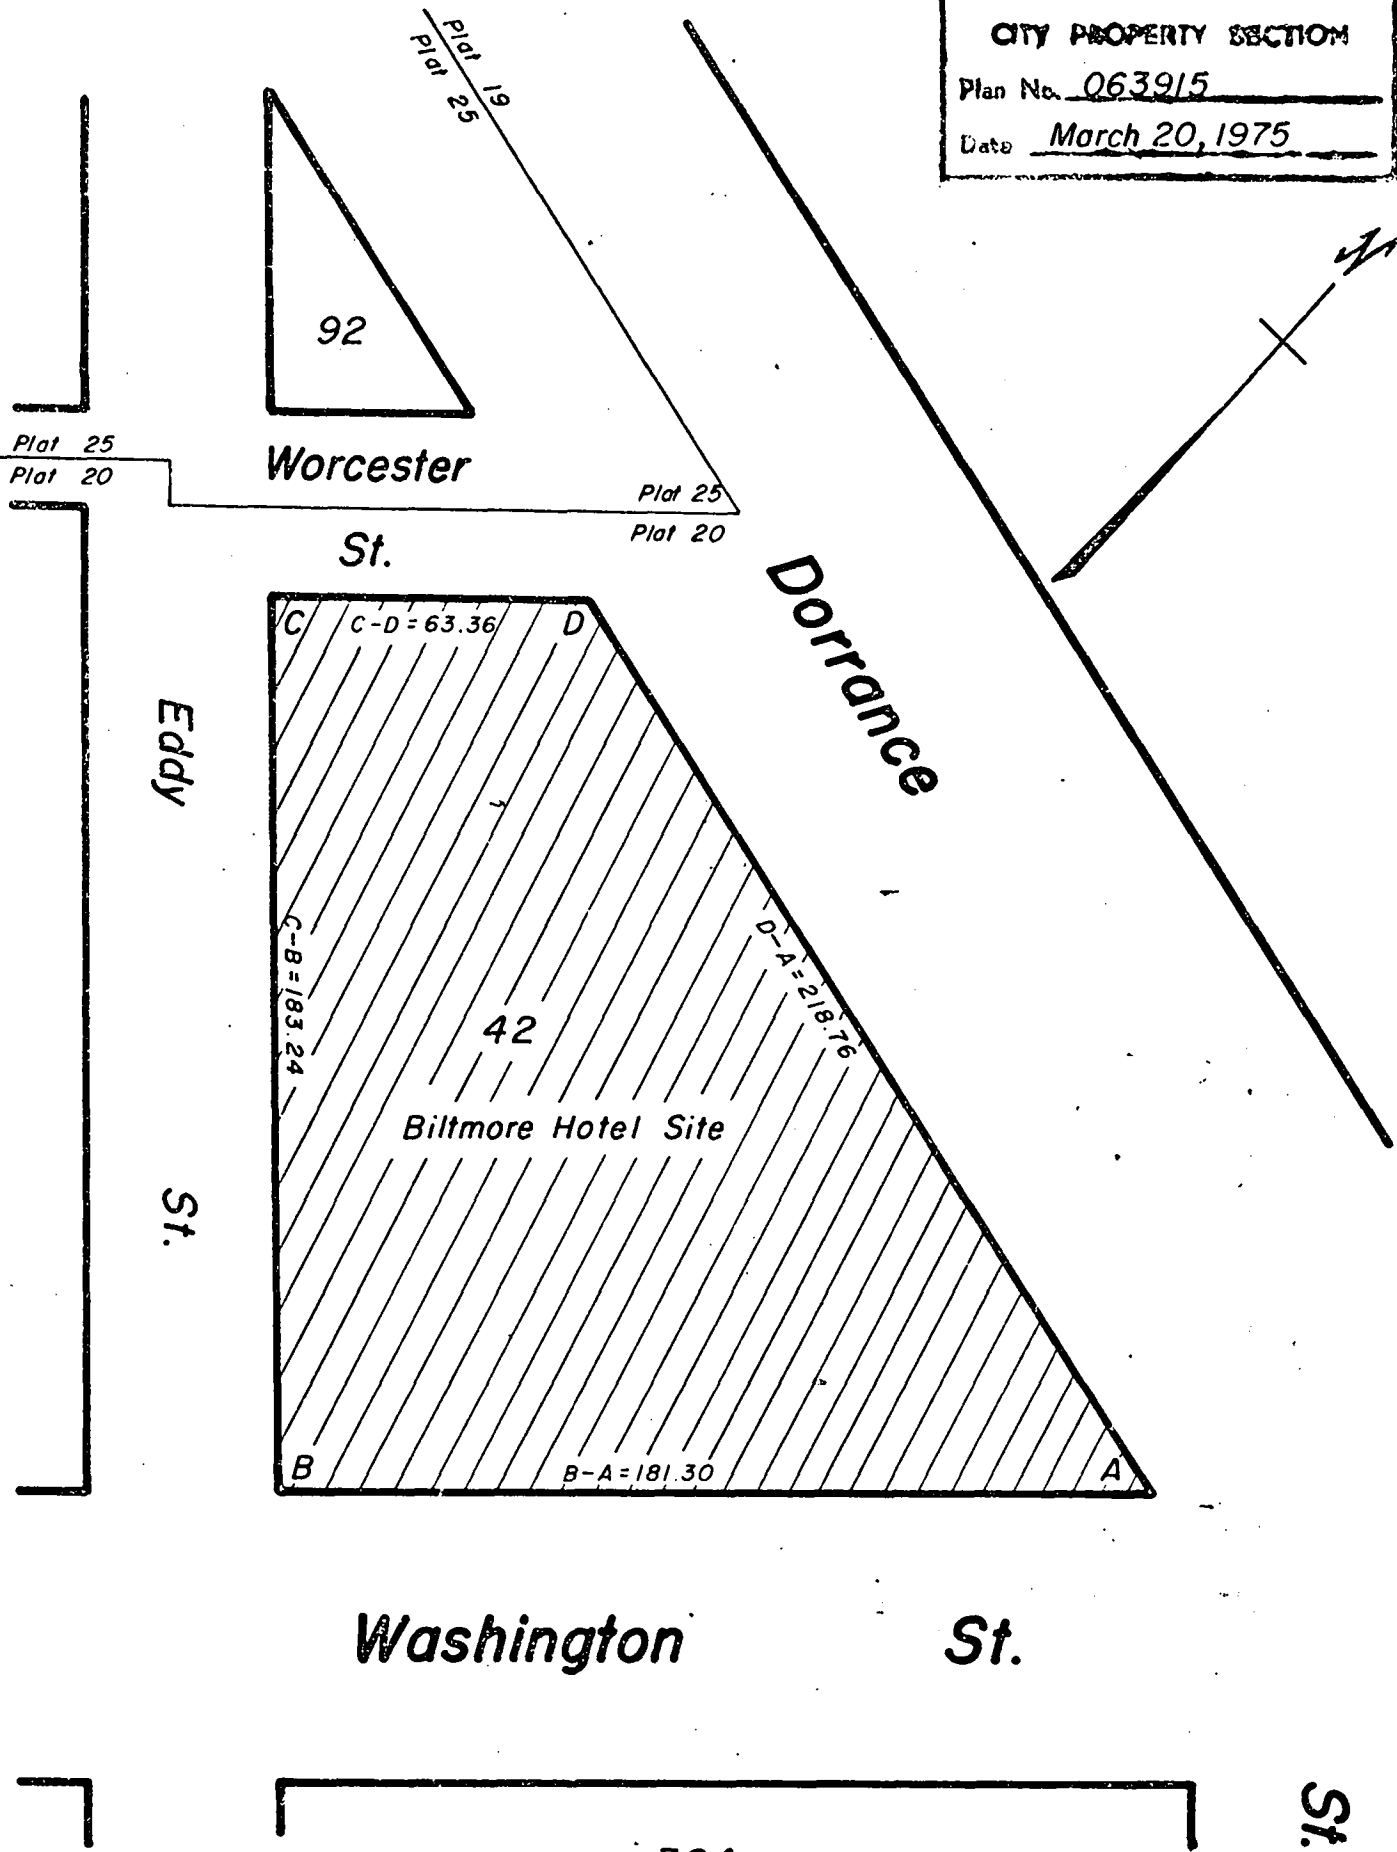 CITY PROPERTY SECTION
Plan No. 063915
Date March 20, 1975
Plat 19
Plat 25
N
92
Plat 25
Plat 20
Worcester
St.
Plat 25
Plat 20
Dorrance
C
C-D = 63.36
D
Eddy
C-B = 183.24
D-A = 218.76
42
Biltmore Hotel Site
St.
B
B-A = 181.30
A
Washington St.
St.